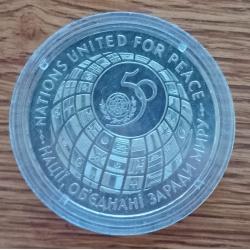 NATIONS UNITED FOR PEACE
50
НАЦІЇ, ОБ'ЄДНАНІ ЗАРАДИ МИРУ